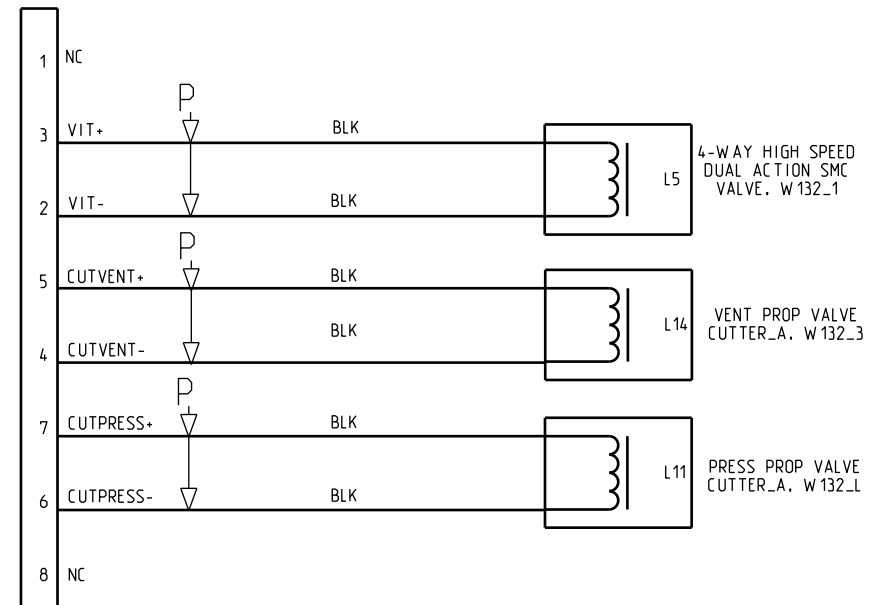 1 NC
P
3 VIT+ BLK
2 VIT- BLK
L5
4-WAY HIGH SPEED
DUAL ACTION SMC
VALVE. W132_1
P
5 CUTVENT+ BLK
4 CUTVENT- BLK
L14
VENT PROP VALVE
CUTTER_A. W132_3
P
7 CUTPRESS+ BLK
6 CUTPRESS- BLK
L11
PRESS PROP VALVE
CUTTER_A. W132_L
8 NC